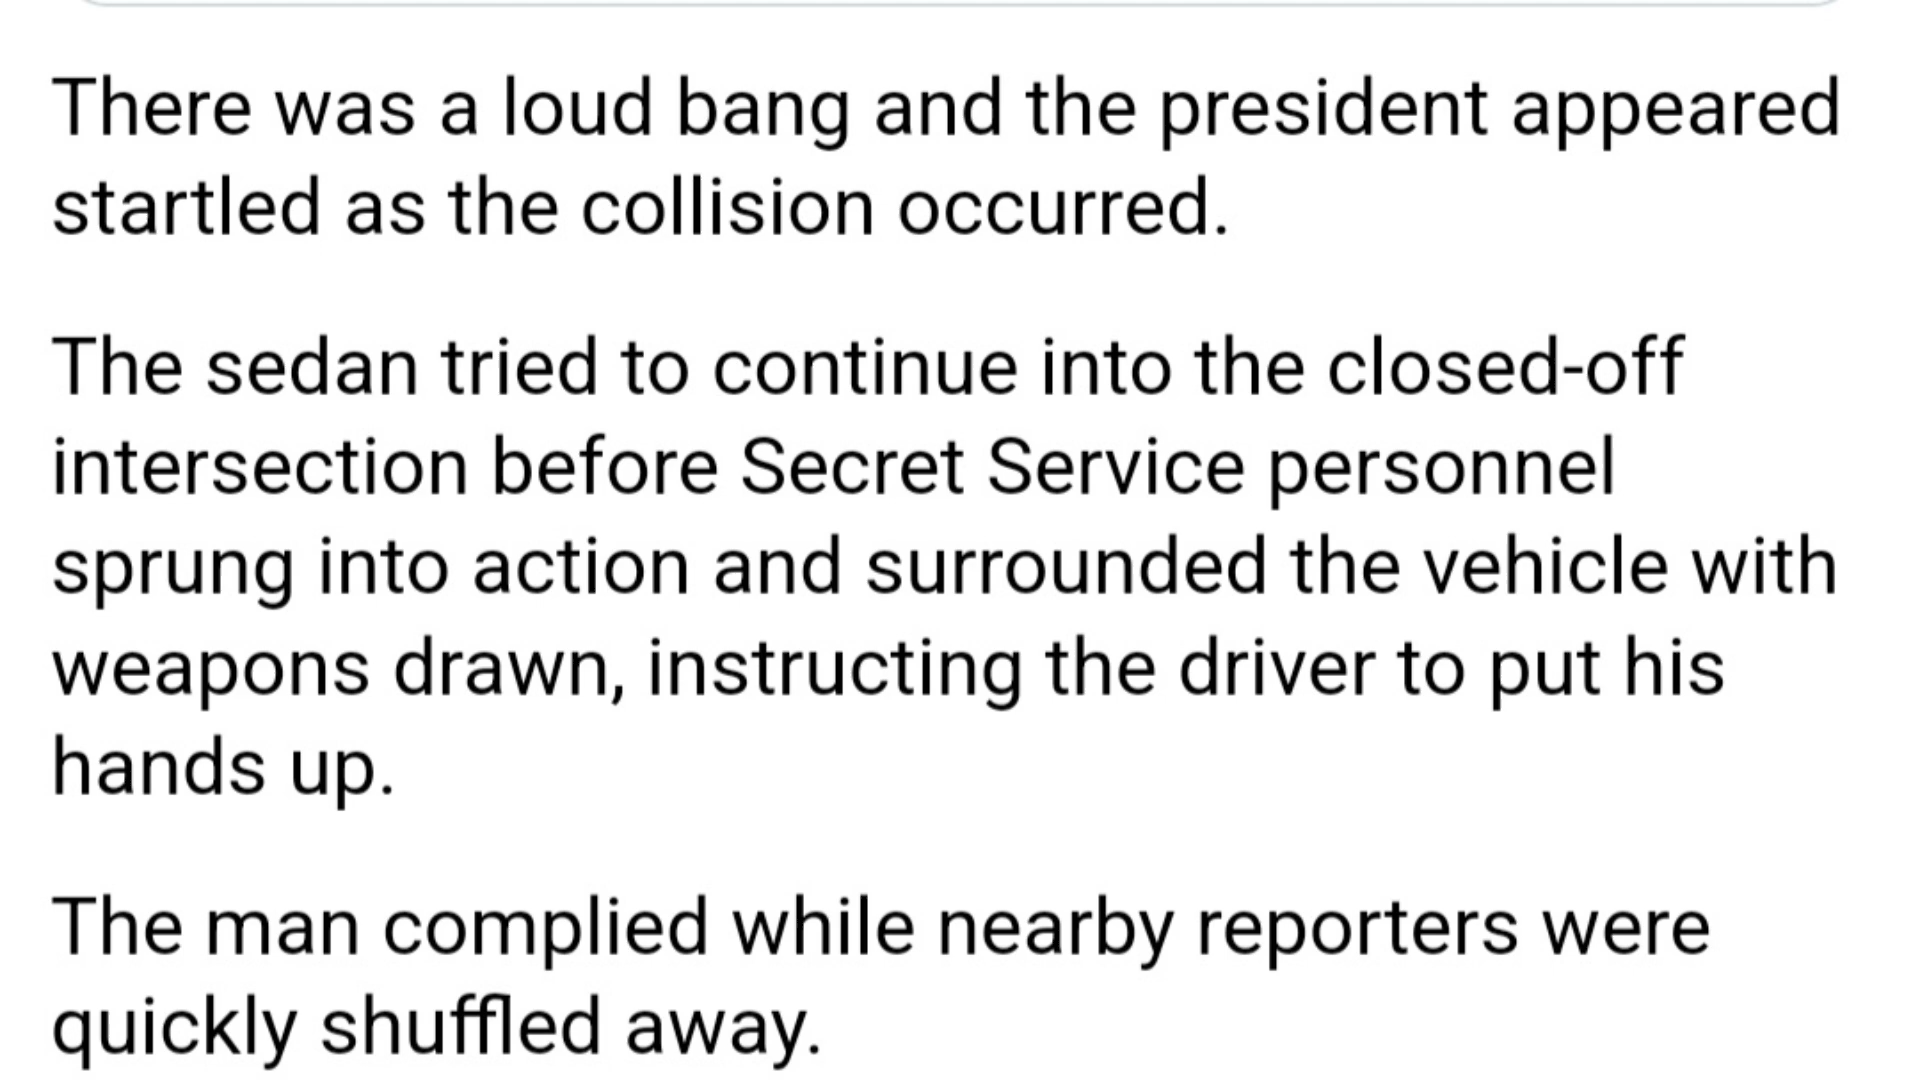 There was a loud bang and the president appeared
startled as the collision occurred.
The sedan tried to continue into the closed-off
intersection before Secret Service personnel
sprung into action and surrounded the vehicle with
weapons drawn, instructing the driver to put his
hands up.
The man complied while nearby reporters were
quickly shuffled away.